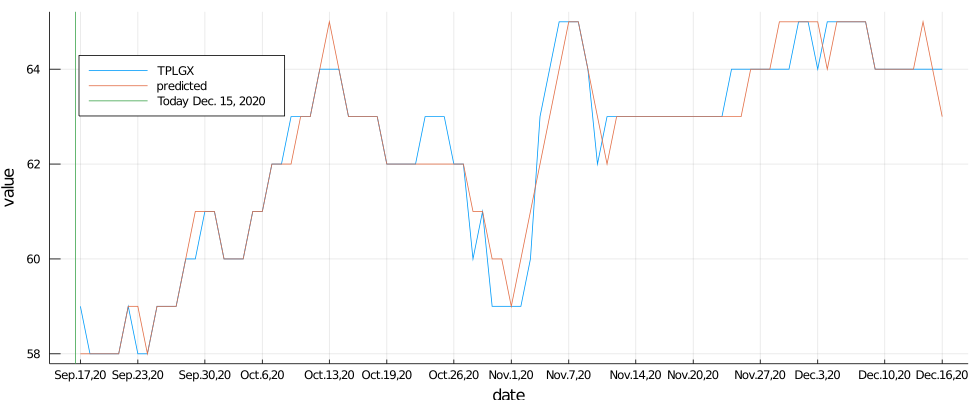 TPLGX
predicted
Today Dec. 15, 2020
value
64
62
60
58
Sep.17,20 Sep.23,20 Sep.30,20 Oct.6,20 Oct.13,20 Oct.19,20 Oct.26,20 Nov.1,20 Nov.7,20 Nov.14,20 Nov.20,20 Nov.27,20 Dec.3,20 Dec.10,20 Dec.16,20
date